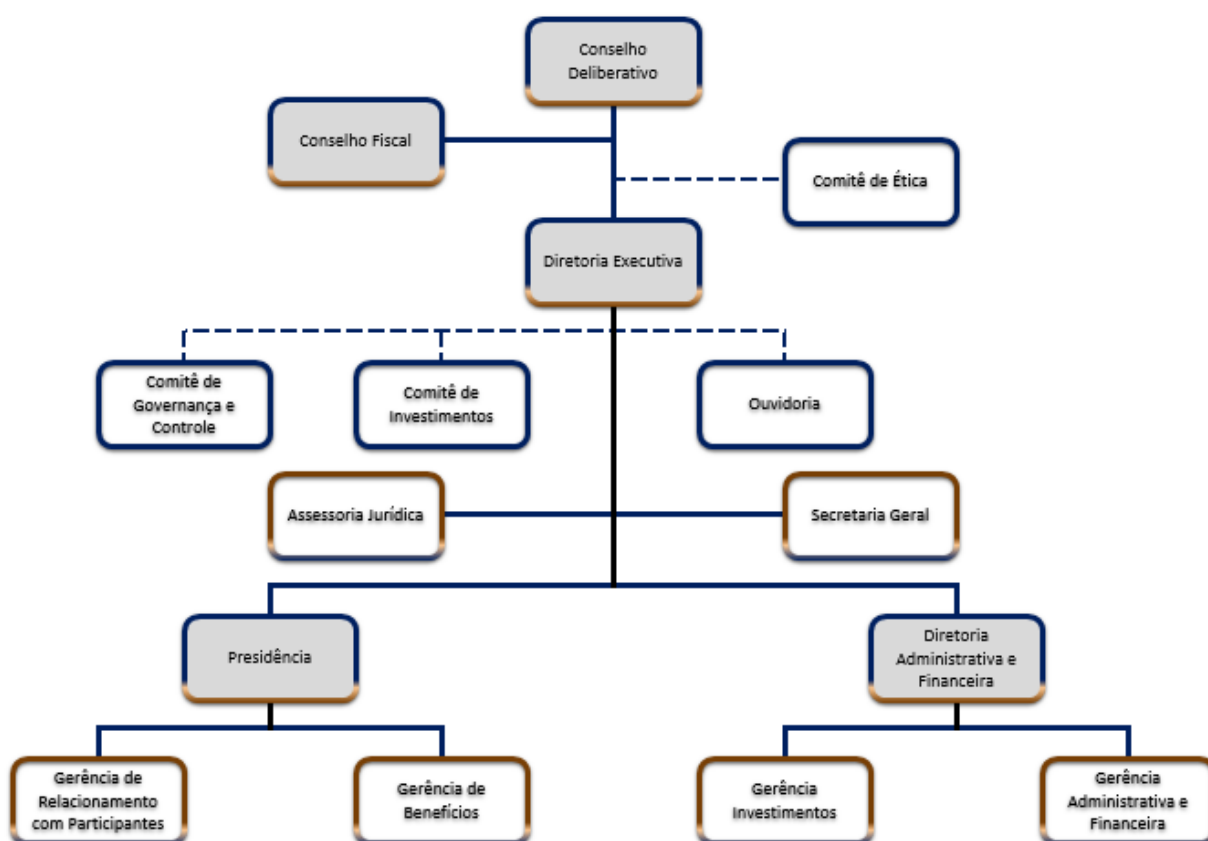 Conselho
Deliberativo
Conselho Fiscal
Comitê de Ética
Diretoria Executiva
Comitê de
Governança e
Controle
Comitê de
Investimentos
Ouvidoria
Assessoria Jurídica
Secretaria Geral
Presidência
Diretoria
Administrativa e
Financeira
Gerência de
Relacionamento
com Participantes
Gerência de
Benefícios
Gerência
Investimentos
Gerência
Administrativa e
Financeira